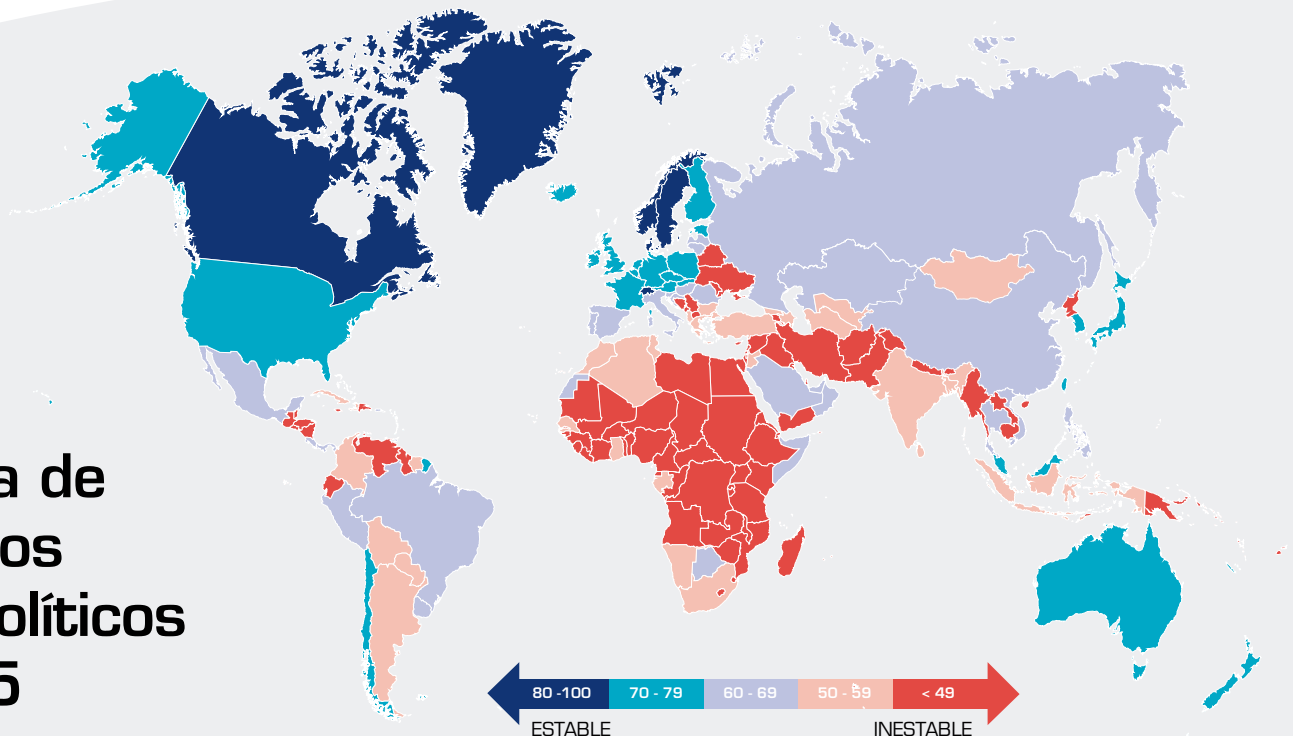 a de
os
olíticos
5
80 -100 70 - 79 60 - 69 50 - 59 < 49
ESTABLE INESTABLE